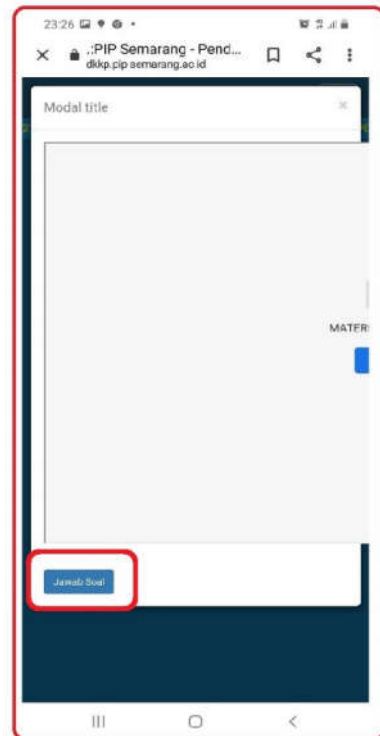 23:26
.:PIP Semarang - Pend...
dkkp.pip semarang.ac id
Modal title
×
MATER
Jawab Soal